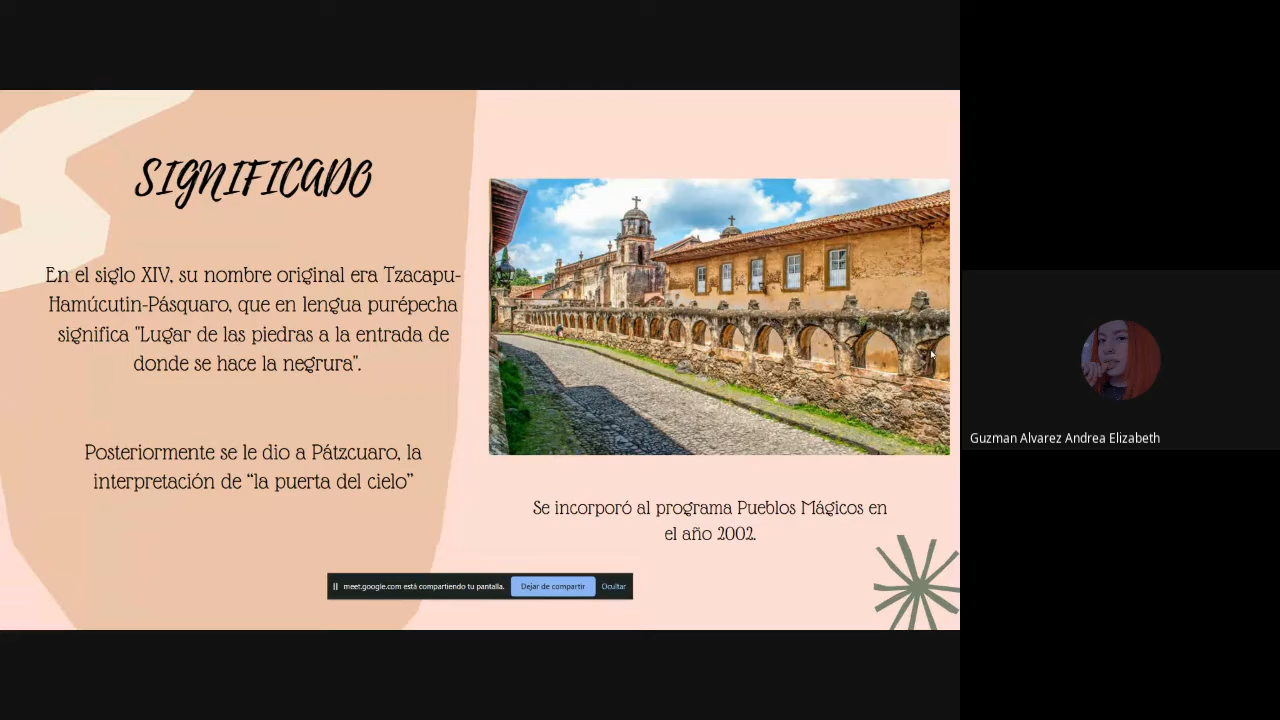 SIGNIFICADO
En el siglo XIV, su nombre original era Tzacapu-
Hamúcutin-Pásquaro, que en lengua purépecha
significa "Lugar de las piedras a la entrada de
donde se hace la negrura".
Posteriormente se le dio a Pátzcuaro, la
interpretación de “la puerta del cielo”
Se incorporó al programa Pueblos Mágicos en
el año 2002.
meet.google.com está compartiendo tu pantalla. Dejar de compartir Ocultar
Guzman Alvarez Andrea Elizabeth